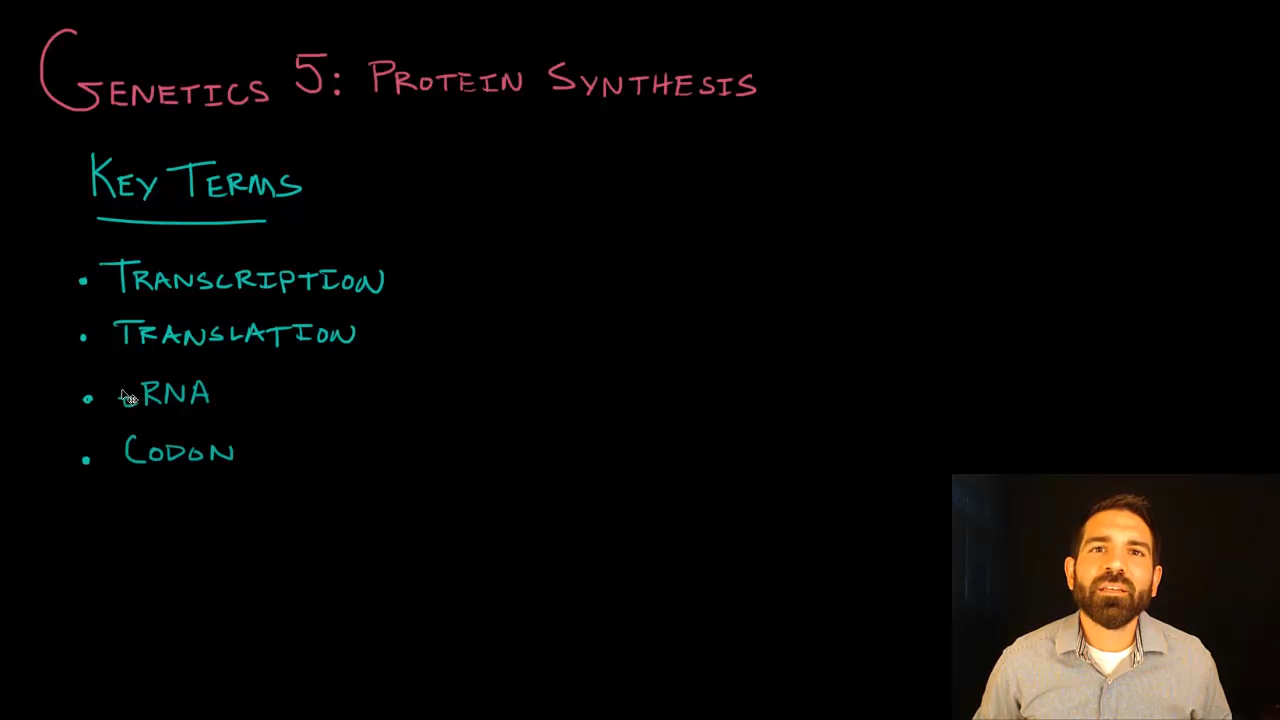 GENETICS 5: PROTEIN SYNTHESIS
KEY TERMS
• TRANSCRIPTION
• TRANSLATION
• RNA
• CODON